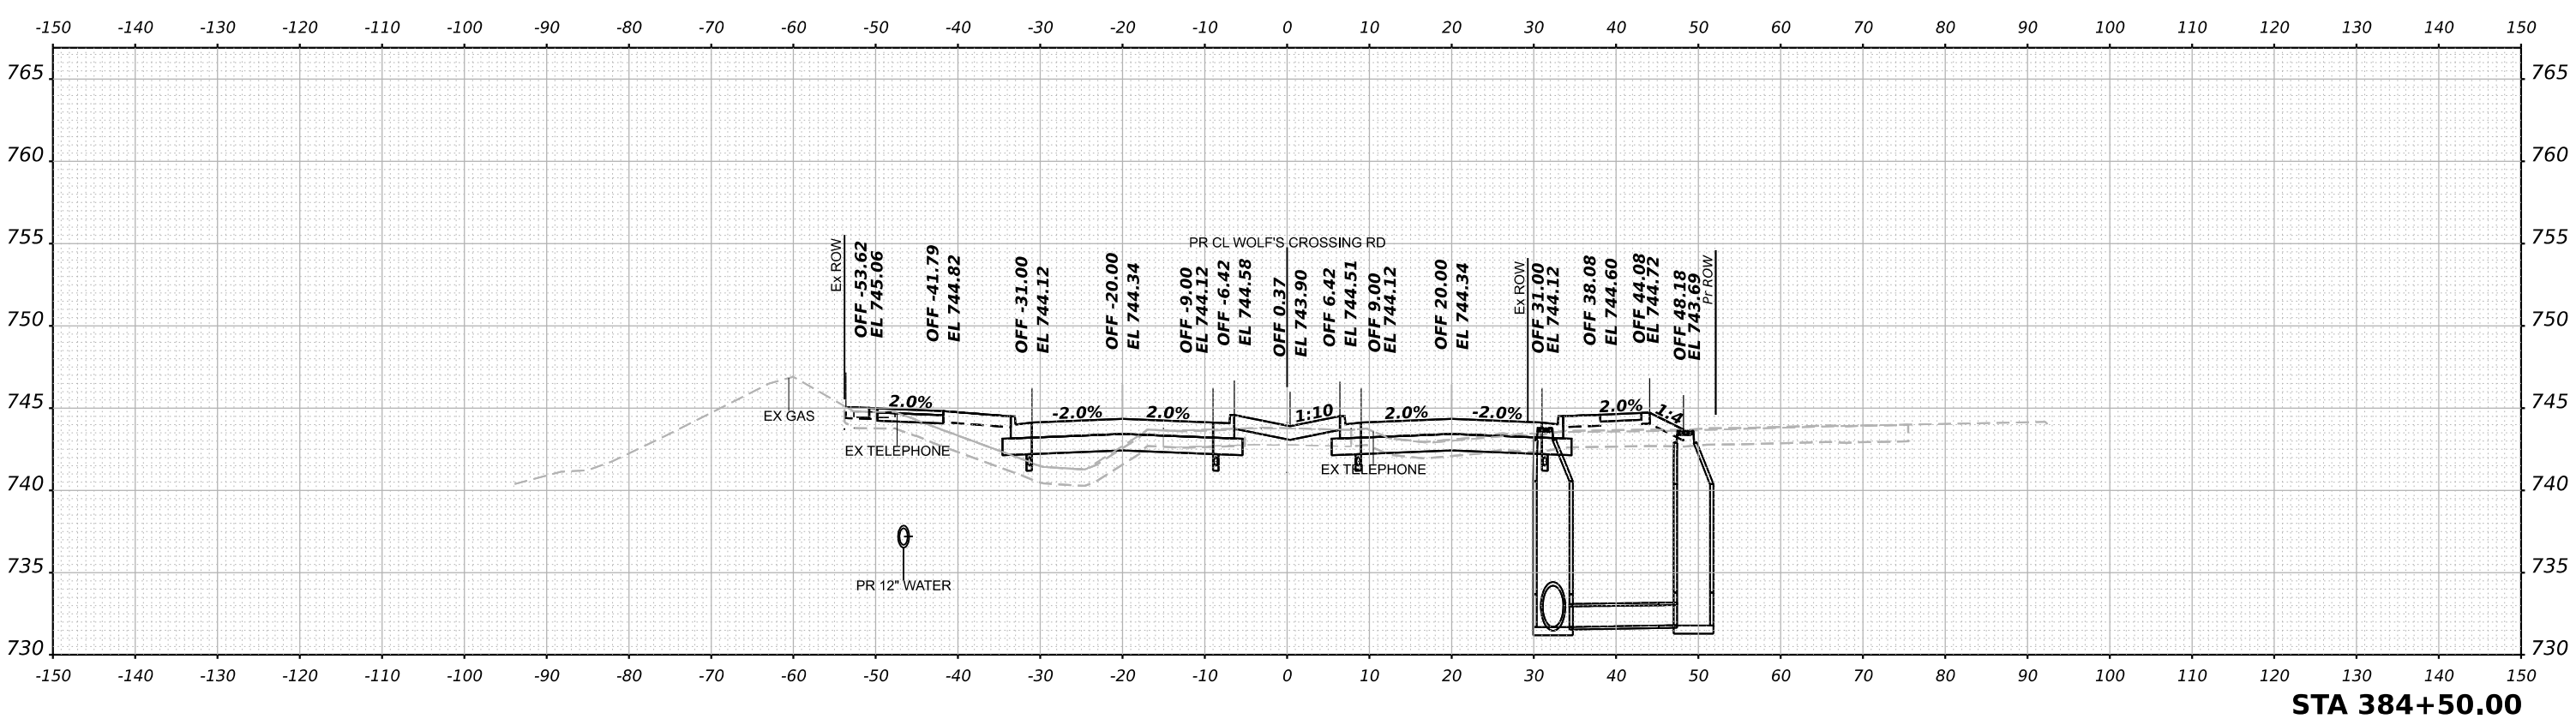 -150 -140 -130 -120 -110 -100 -90 -80 -70 -60 -50 -40 -30 -20 -10 0 10 20 30 40 50 60 70 80 90 100 110 120 130 140 150
765 765
760 760
755 755
750 750
745 745
740 740
735 735
730 730
PR CL WOLF'S CROSSING RD
Ex ROW
OFF -53.62
EL 745.06
OFF -41.79
EL 744.82
OFF -31.00
EL 744.12
OFF -20.00
EL 744.34
OFF -9.00
EL 744.12
OFF -6.42
EL 744.58
OFF 0.37
EL 743.90
OFF 6.42
EL 744.51
OFF 9.00
EL 744.12
OFF 20.00
EL 744.34
Ex ROW
OFF 31.00
EL 744.12
OFF 38.08
EL 744.60
OFF 44.08
EL 744.72
OFF 48.18
EL 743.69
Pr ROW
2.0%
-2.0%
2.0%
1:10
2.0%
-2.0%
2.0%
1:4
EX GAS
EX TELEPHONE
EX TELEPHONE
PR 12" WATER
-150 -140 -130 -120 -110 -100 -90 -80 -70 -60 -50 -40 -30 -20 -10 0 10 20 30 40 50 60 70 80 90 100 110 120 130 140 150
STA 384+50.00